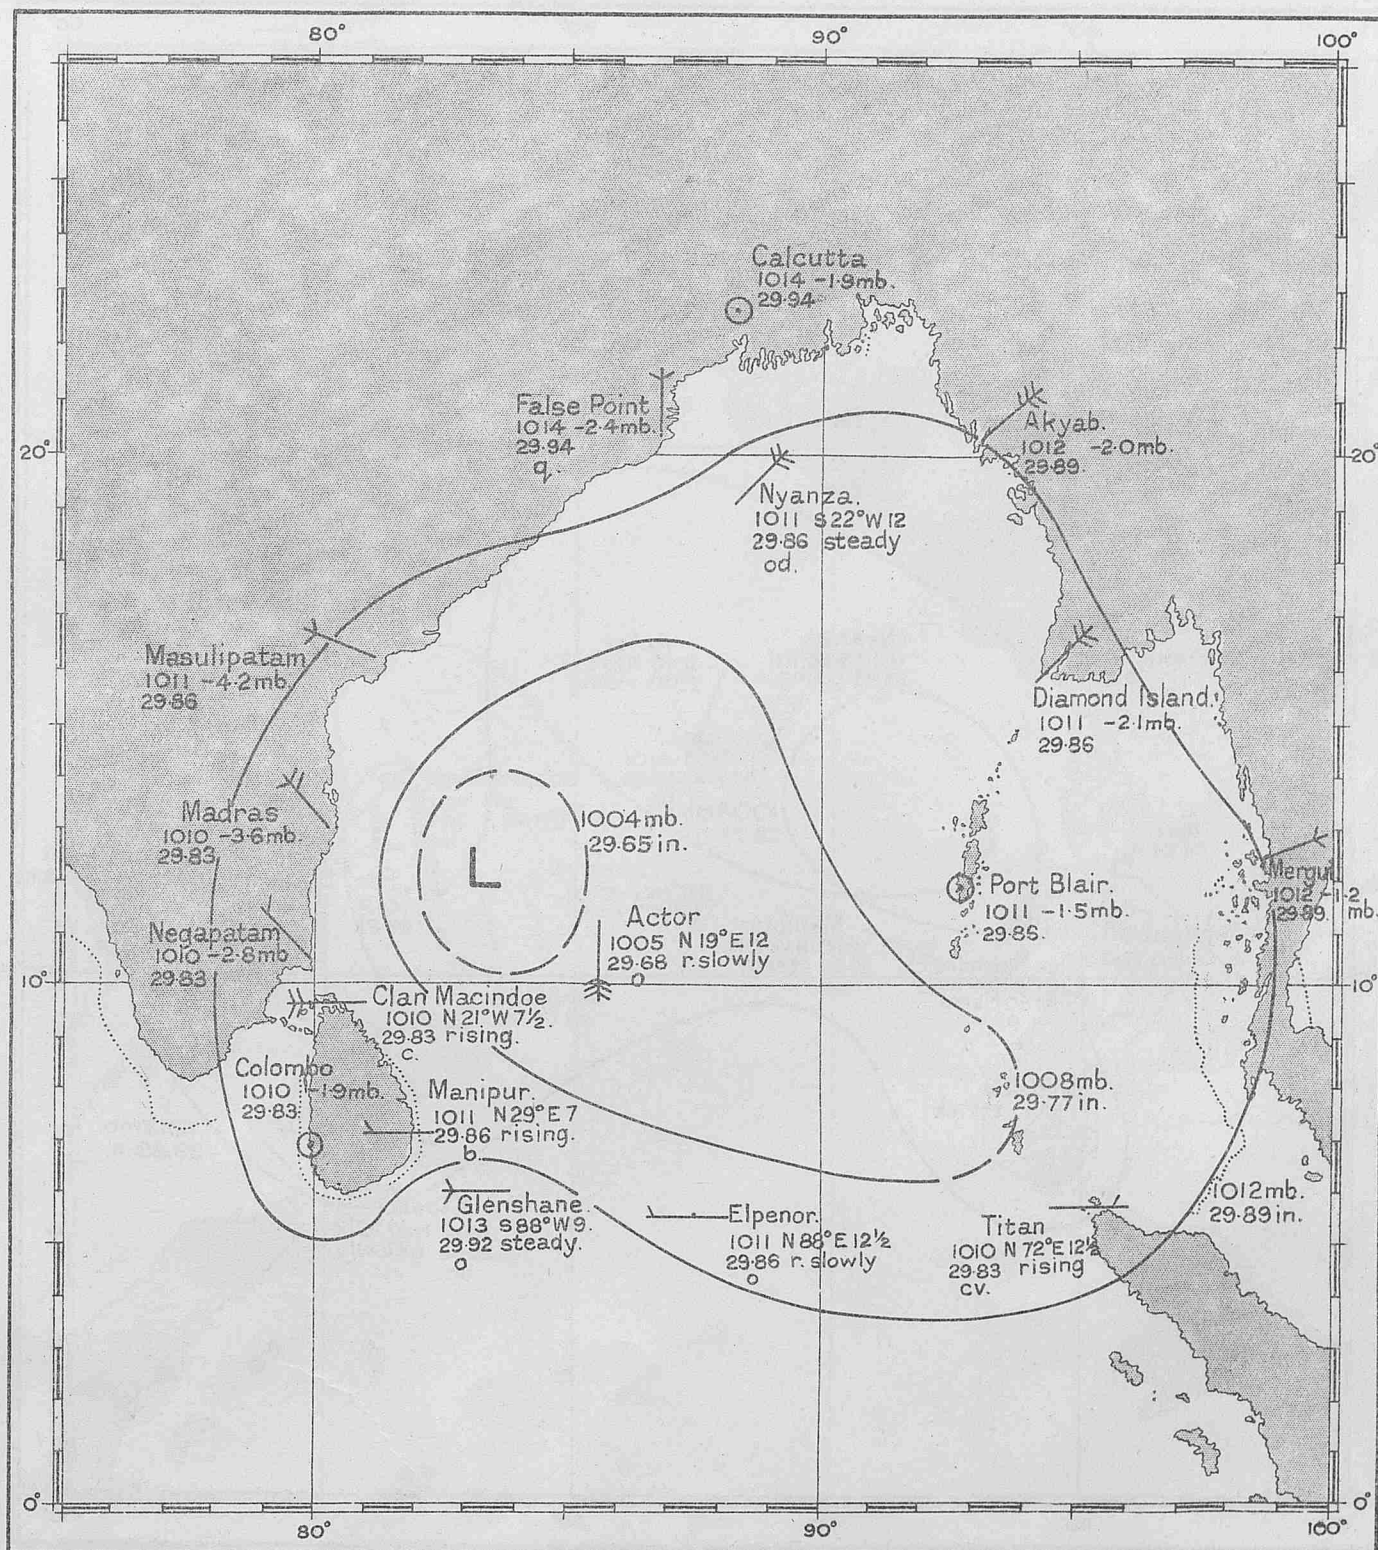 80°
90°
100°
Calcutta
1014 -1·9mb.
29·94
False Point
1014 -2·4mb.
29·94
q.
Akyab.
1012 -2·0mb.
29·89.
20°
20°
Nyanza.
1011 S22°W12
29·86 steady
od.
Masulipatam
1011 -4·2mb.
29·86
Diamond Island.
1011 -2·1mb.
29·86
Madras
1010 -3·6mb.
29·83
1004mb.
29·65in.
L
Port Blair.
1011 -1·5mb.
29·86.
Mergui
1012 -1·2
29·89. mb.
Negapatam
1010 -2·8mb
29·83
Actor
1005 N19°E12
29·68 r.slowly
o
10°
10°
Clan Macindoe
1010 N21°W7½.
29·83 rising.
c.
Colombo
1010 -1·9mb.
29·83
Manipur.
1011 N29°E7
29·86 rising.
b.
1008mb.
29·77in.
Glenshane.
1013 S88°W9.
29·92 steady.
o
Elpenor.
1011 N88°E12½
29·86 r.slowly
o
Titan
1010 N72°E12½
29·83 rising
cv.
1012mb.
29·89in.
0°
0°
80°
90°
100°